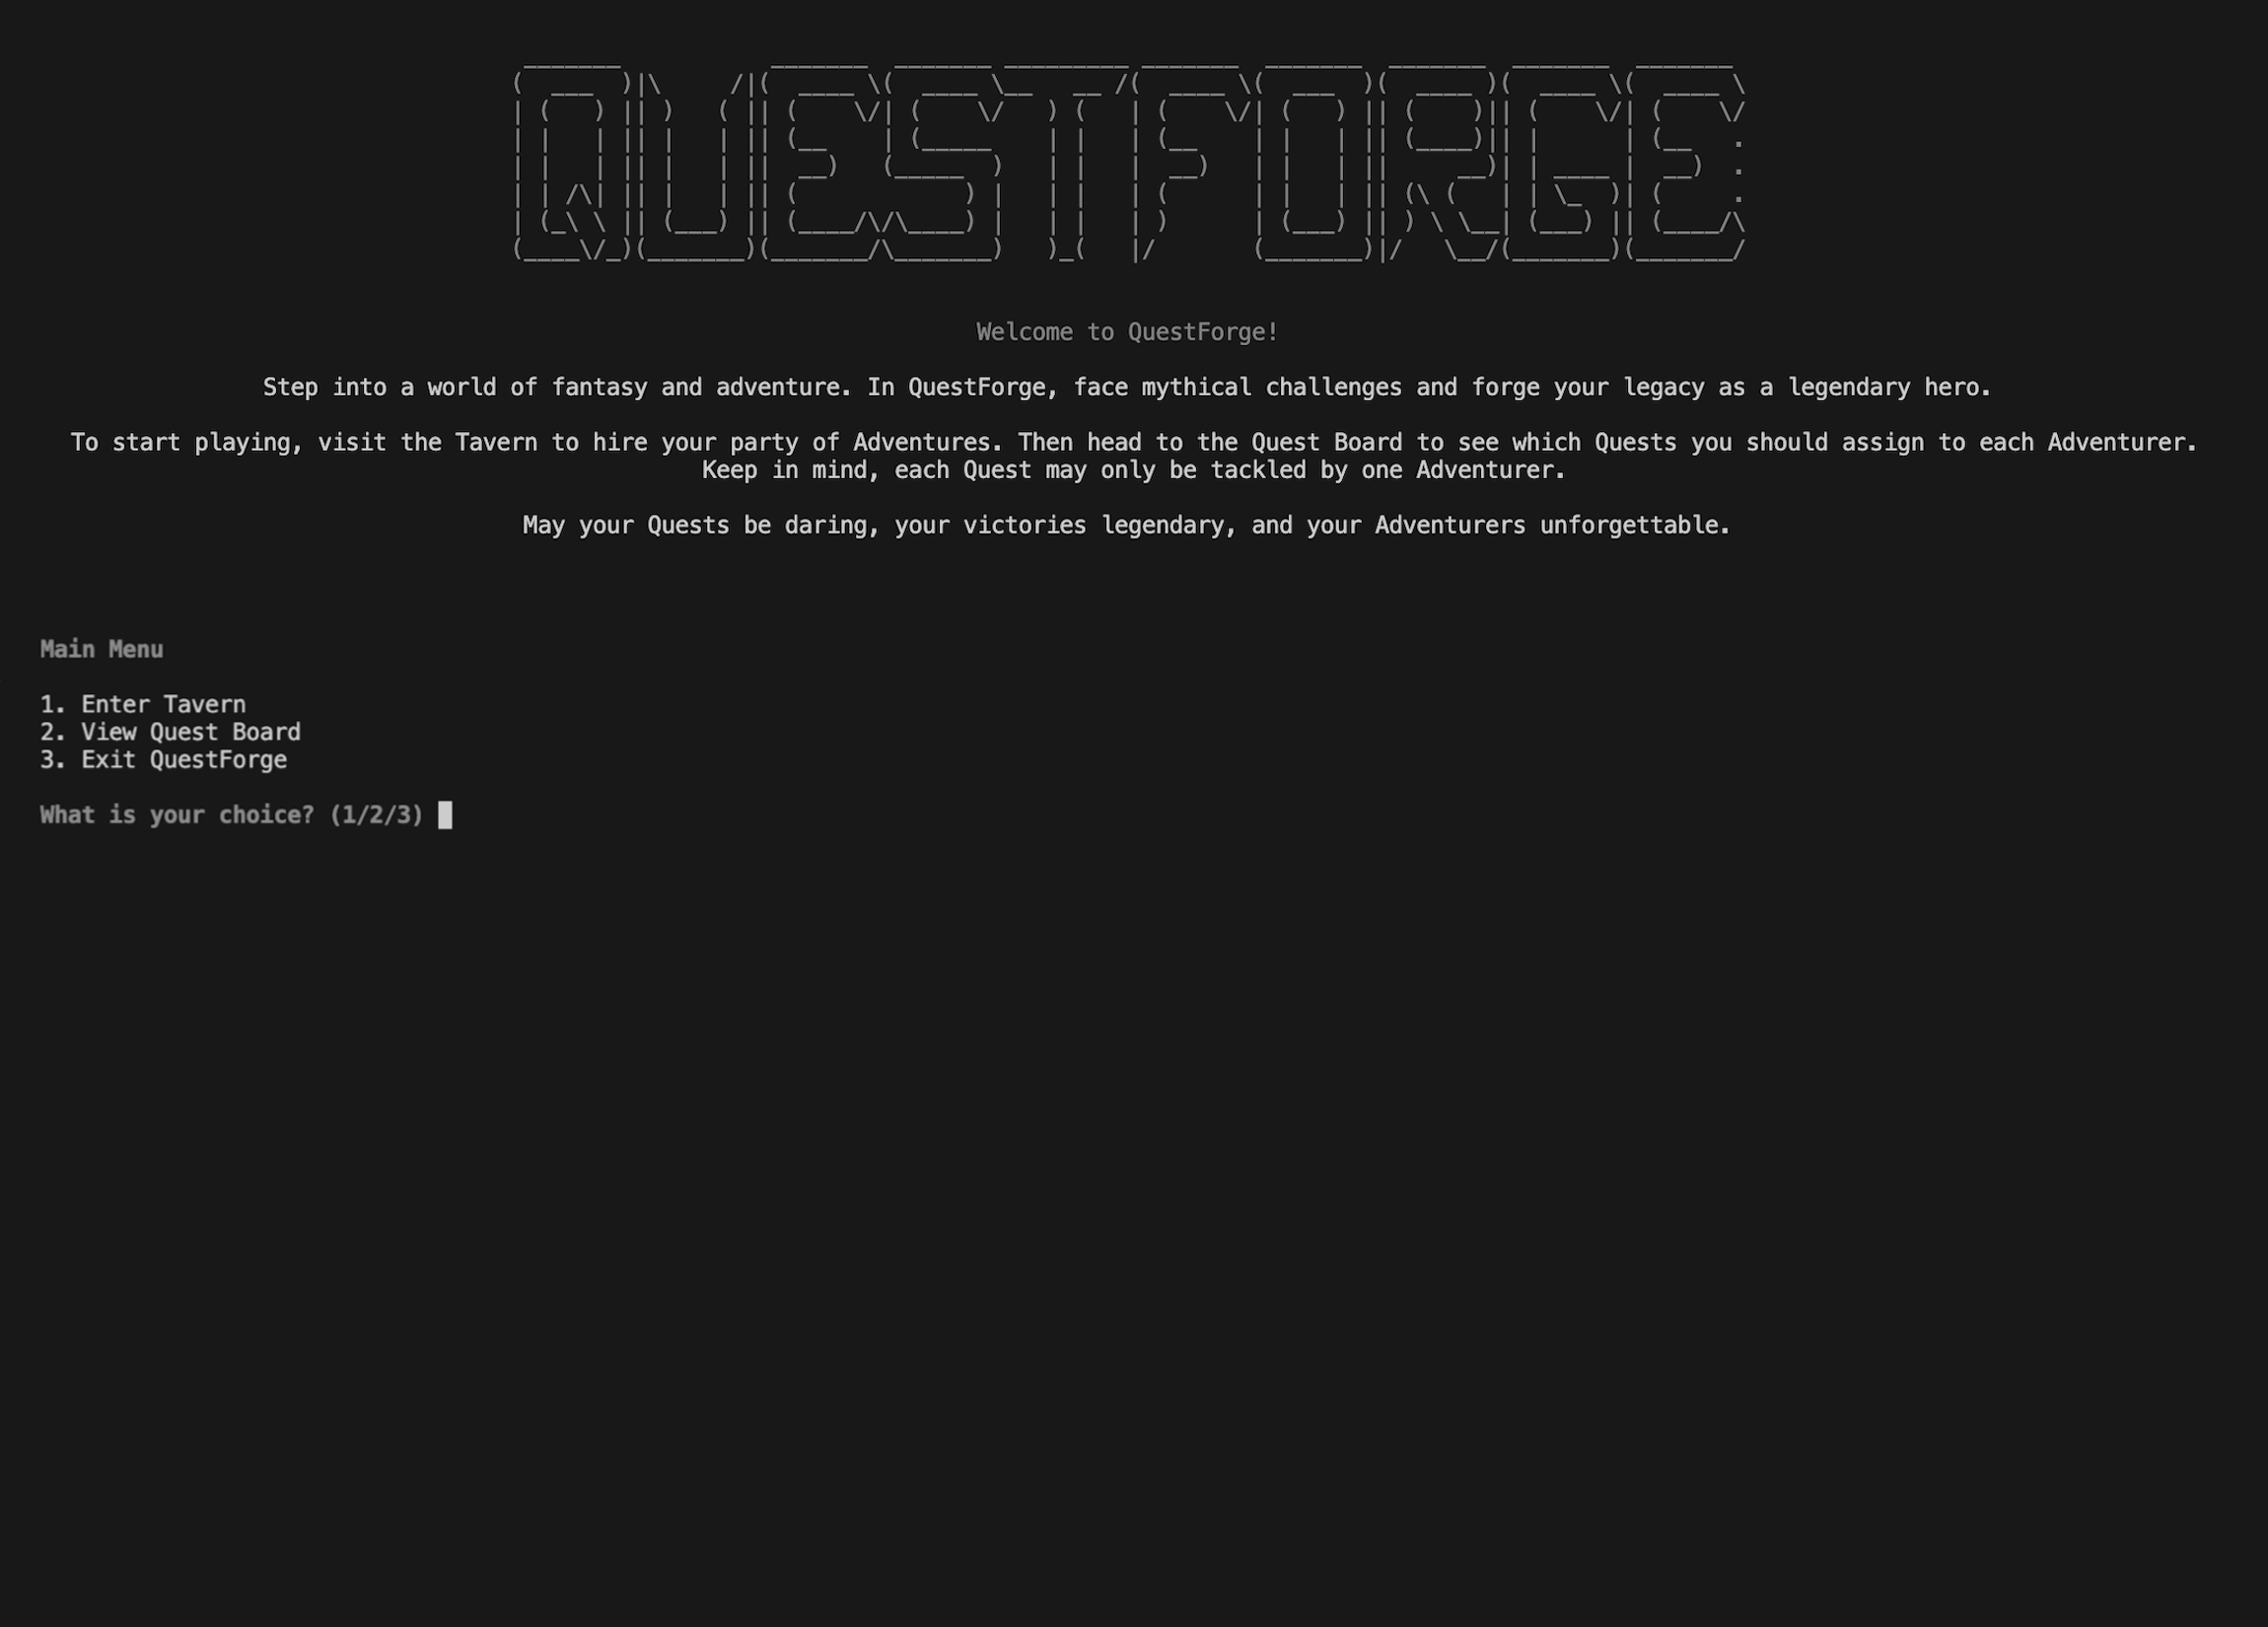 QUESTFORGE
Welcome to QuestForge!
Step into a world of fantasy and adventure. In QuestForge, face mythical challenges and forge your legacy as a legendary hero.
To start playing, visit the Tavern to hire your party of Adventures. Then head to the Quest Board to see which Quests you should assign to each Adventurer.
Keep in mind, each Quest may only be tackled by one Adventurer.
May your Quests be daring, your victories legendary, and your Adventurers unforgettable.
Main Menu
1. Enter Tavern
2. View Quest Board
3. Exit QuestForge
What is your choice? (1/2/3)